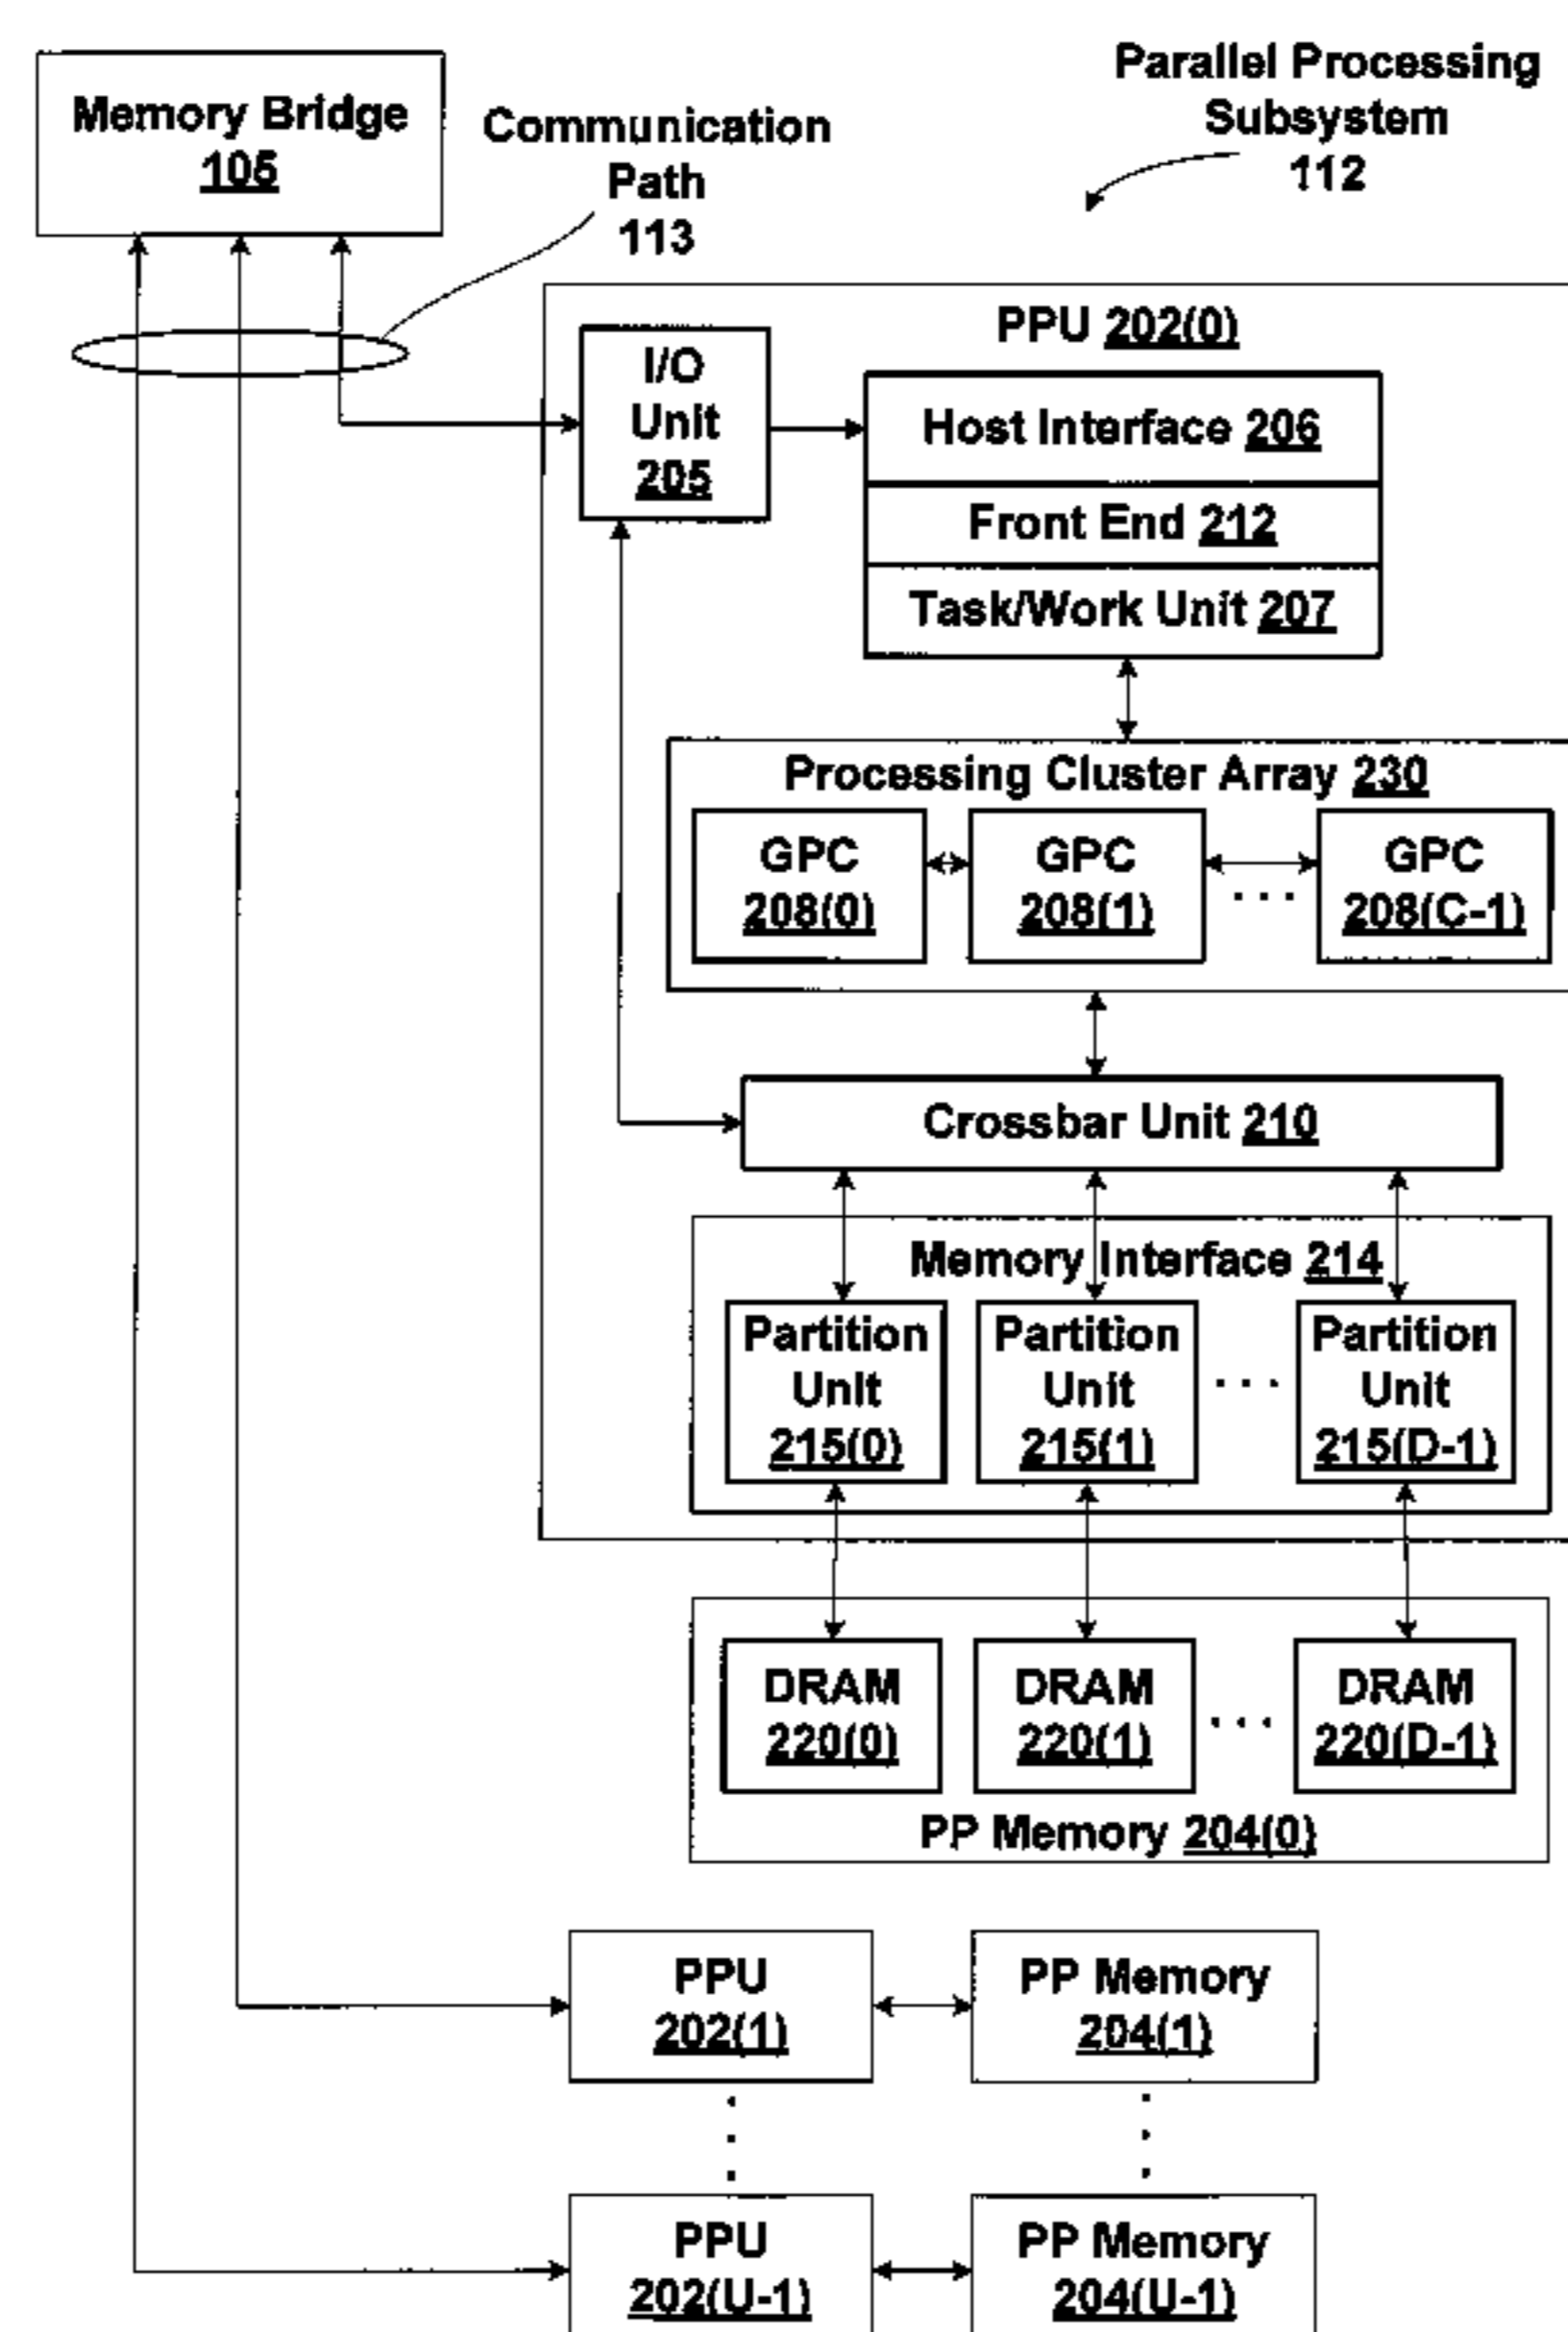 Parallel Processing
Subsystem
112
Memory Bridge
105
Communication
Path
113
PPU 202(0)
I/O
Unit
205
Host Interface 206
Front End 212
Task/Work Unit 207
Processing Cluster Array 230
GPC
208(0)
GPC
208(1)
. . .
GPC
208(C-1)
Crossbar Unit 210
Memory Interface 214
Partition
Unit
215(0)
Partition
Unit
215(1)
. . .
Partition
Unit
215(D-1)
DRAM
220(0)
DRAM
220(1)
. . .
DRAM
220(D-1)
PP Memory 204(0)
PPU
202(1)
PP Memory
204(1)
PPU
202(U-1)
PP Memory
204(U-1)